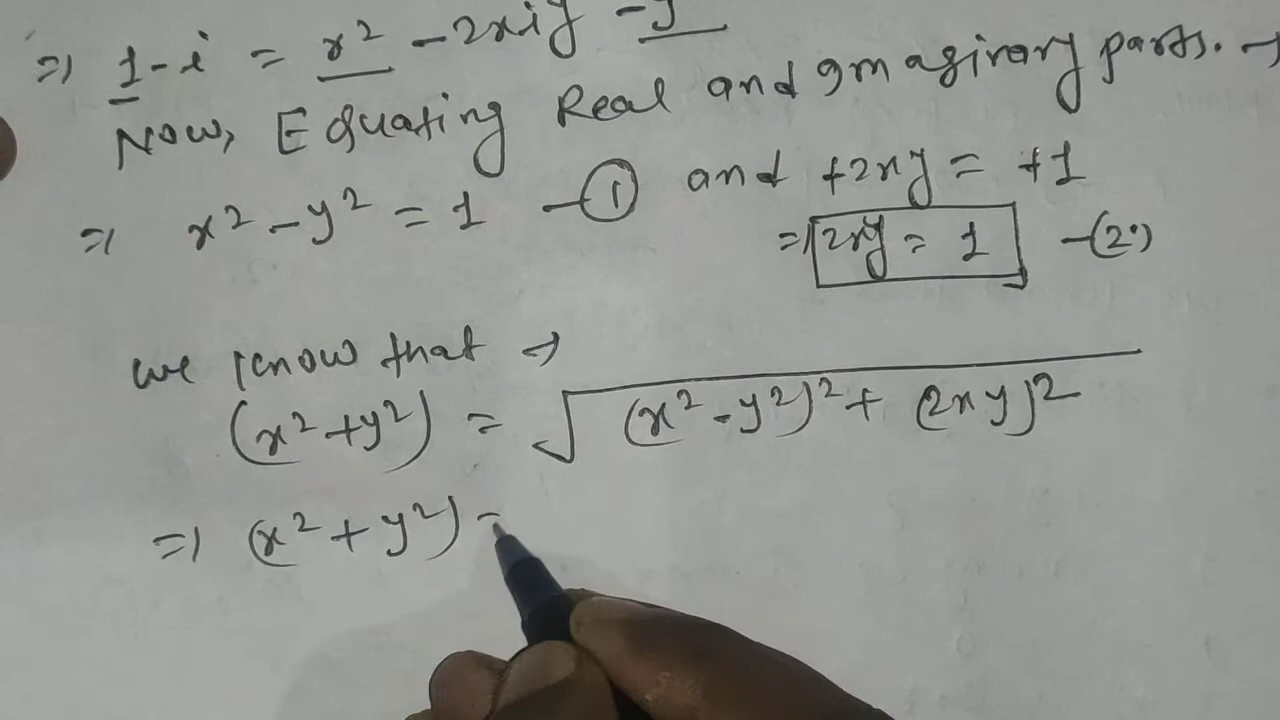 ⇒ 1-i = x² - 2xiy - y
Now, Equating Real and Imaginary parts. →
⇒ x² - y² = 1 —① and +2xy = +1
⇒ 2xy = 1 -(2)
we know that →
(x²+y²) = √(x²-y²)²+(2xy)²
⇒ (x²+y²) =